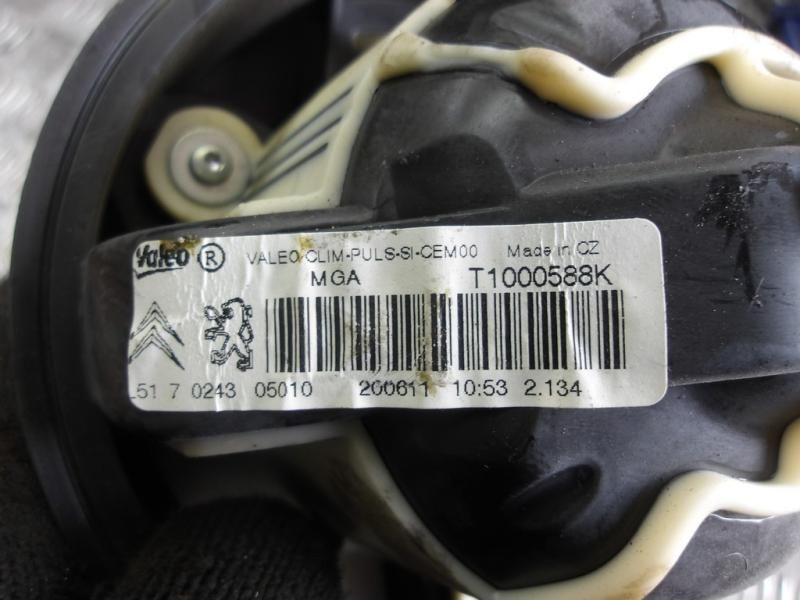 Valeo ® VALEO/CLIM-PULS-SI-CEM00 Made in CZ
MGA T1000588K
L51 7 0243 05010 200611 10:53 2.134